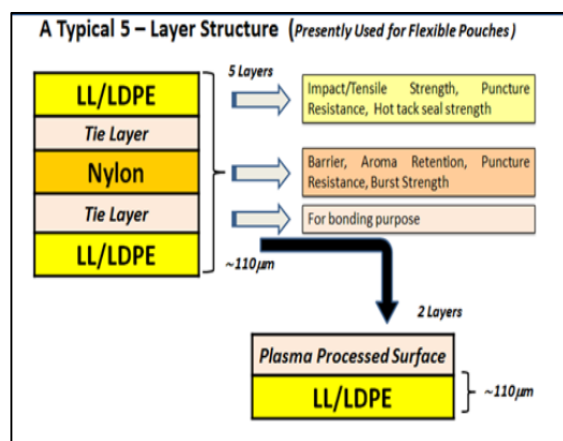 A Typical 5 – Layer Structure (Presently Used for Flexible Pouches)
5 Layers
LL/LDPE
Tie Layer
Nylon
Tie Layer
LL/LDPE
~110µm
Impact/Tensile Strength, Puncture
Resistance, Hot tack seal strength
Barrier, Aroma Retention, Puncture
Resistance, Burst Strength
For bonding purpose
2 Layers
Plasma Processed Surface
LL/LDPE
~110µm